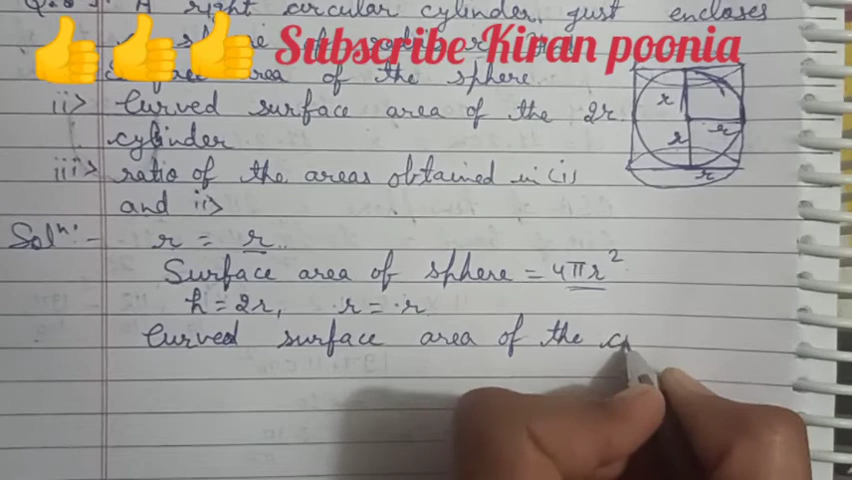 A right circular cylinder just encloses
Subscribe Kiran poonia
area of the sphere
ii> Curved surface area of the 2r
cylinder
iii> ratio of the areas obtained in (i)
and ii>
r
r
r
r
Solⁿ:- r = r
Surface area of sphere = 4πr²
h = 2r, r = r
Curved surface area of the